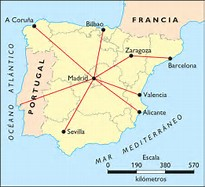 A Coruña
Bilbao
FRANCIA
Zaragoza
Barcelona
OCÉANO ATLÁNTICO
PORTUGAL
Madrid
Valencia
Alicante
Sevilla
MAR MEDITERRÁNEO
Escala
0 190 380 570
kilómetros